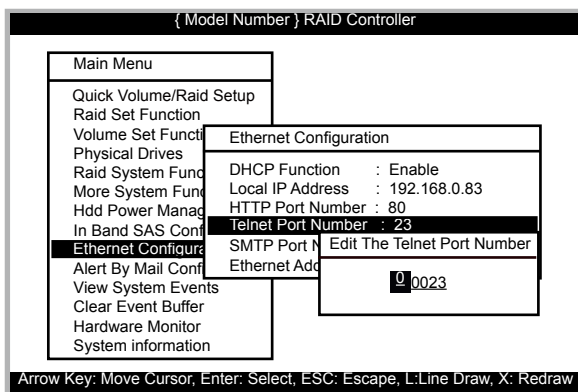 { Model Number } RAID Controller
Main Menu
Quick Volume/Raid Setup
Raid Set Function
Volume Set Functi
Physical Drives
Raid System Func
More System Func
Hdd Power Manag
In Band SAS Conf
Ethernet Configura
Alert By Mail Conf
View System Events
Clear Event Buffer
Hardware Monitor
System information
Ethernet Configuration
DHCP Function : Enable
Local IP Address : 192.168.0.83
HTTP Port Number : 80
Telnet Port Number : 23
SMTP Port N
Ethernet Add
Edit The Telnet Port Number
0 0023
Arrow Key: Move Cursor, Enter: Select, ESC: Escape, L:Line Draw, X: Redraw